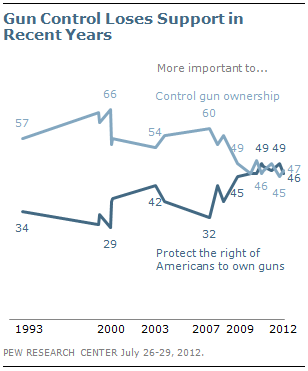 Gun Control Loses Support in
Recent Years
More important to...
Control gun ownership
57
66
54
60
49
49 49
47
46
46
45
45
34
29
42
32
Protect the right of
Americans to own guns
1993 2000 2003 2007 2009 2012
PEW RESEARCH CENTER July 26-29, 2012.